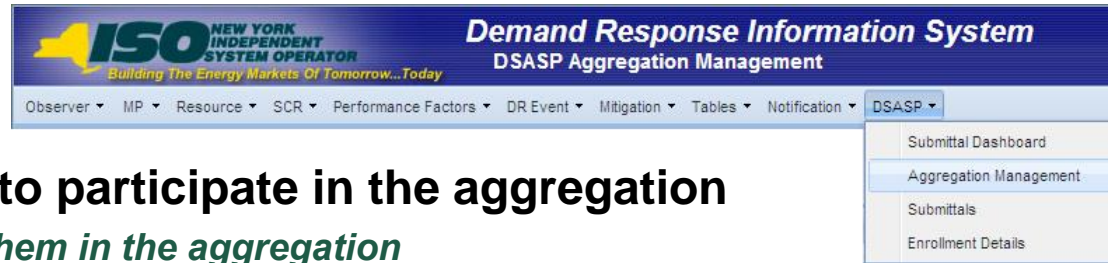 ISO NEW YORK
INDEPENDENT
SYSTEM OPERATOR
Building The Energy Markets Of Tomorrow...Today
Demand Response Information System
DSASP Aggregation Management
Observer MP Resource SCR Performance Factors DR Event Mitigation Tables Notification DSASP
Submittal Dashboard
Aggregation Management
Submittals
Enrollment Details
to participate in the aggregation
hem in the aggregation